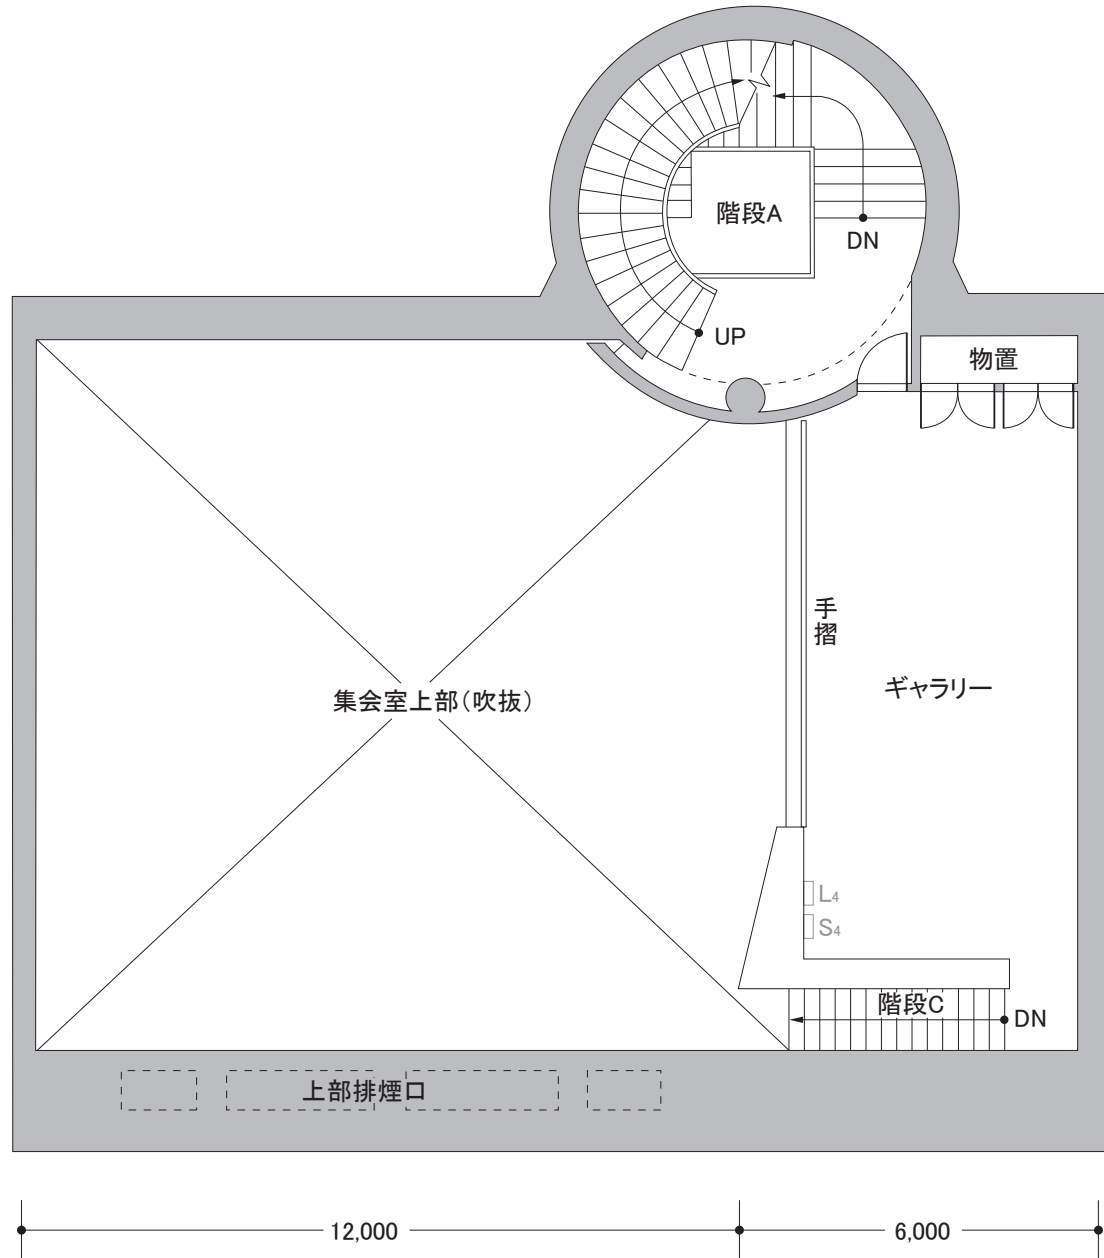 階段A
DN
UP
物置
手摺
ギャラリー
集会室上部(吹抜)
L4
S4
階段C
DN
上部排煙口
12,000
6,000